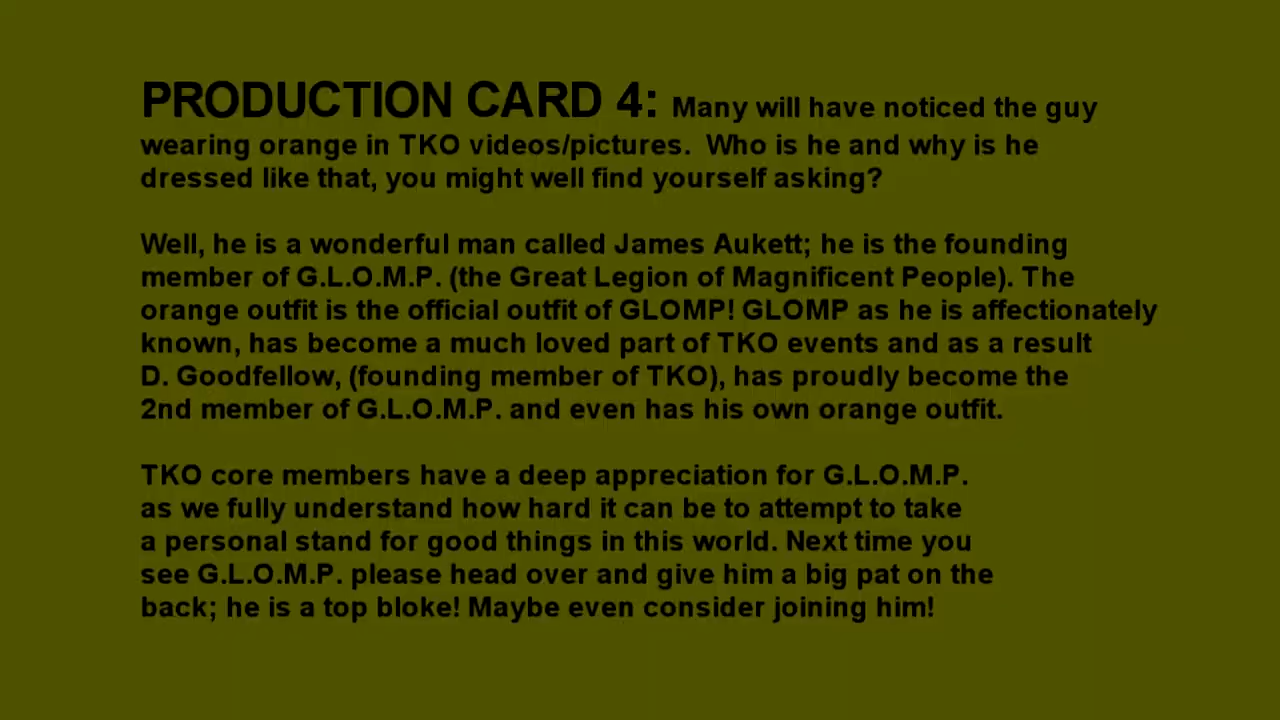 PRODUCTION CARD 4: Many will have noticed the guy
wearing orange in TKO videos/pictures.  Who is he and why is he
dressed like that, you might well find yourself asking?
Well, he is a wonderful man called James Aukett; he is the founding
member of G.L.O.M.P. (the Great Legion of Magnificent People). The
orange outfit is the official outfit of GLOMP! GLOMP as he is affectionately
known, has become a much loved part of TKO events and as a result
D. Goodfellow, (founding member of TKO), has proudly become the
2nd member of G.L.O.M.P. and even has his own orange outfit.
TKO core members have a deep appreciation for G.L.O.M.P.
as we fully understand how hard it can be to attempt to take
a personal stand for good things in this world. Next time you
see G.L.O.M.P. please head over and give him a big pat on the
back; he is a top bloke! Maybe even consider joining him!